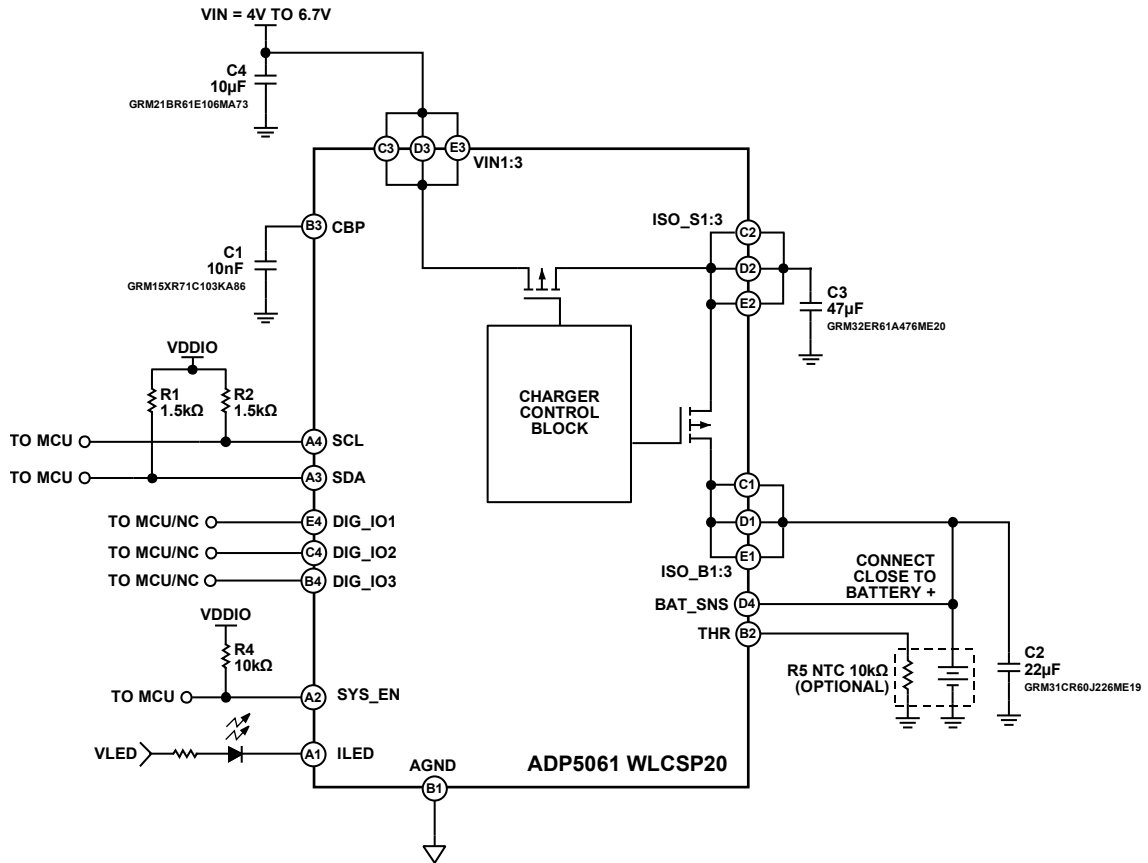 VIN = 4V TO 6.7V
C4
10µF
GRM21BR61E106MA73
C3
D3
E3
VIN1:3
B3
CBP
C1
10nF
GRM15XR71C103KA86
ISO_S1:3
C2
D2
E2
C3
47µF
GRM32ER61A476ME20
VDDIO
R1
1.5kΩ
R2
1.5kΩ
CHARGER
CONTROL
BLOCK
TO MCU
A4
SCL
TO MCU
A3
SDA
TO MCU/NC
E4
DIG_IO1
TO MCU/NC
C4
DIG_IO2
TO MCU/NC
B4
DIG_IO3
C1
D1
E1
ISO_B1:3
CONNECT
CLOSE TO
BATTERY +
BAT_SNS
D4
THR
B2
VDDIO
R4
10kΩ
R5 NTC 10kΩ
(OPTIONAL)
C2
22µF
GRM31CR60J226ME19
TO MCU
A2
SYS_EN
VLED
A1
ILED
AGND
B1
ADP5061 WLCSP20